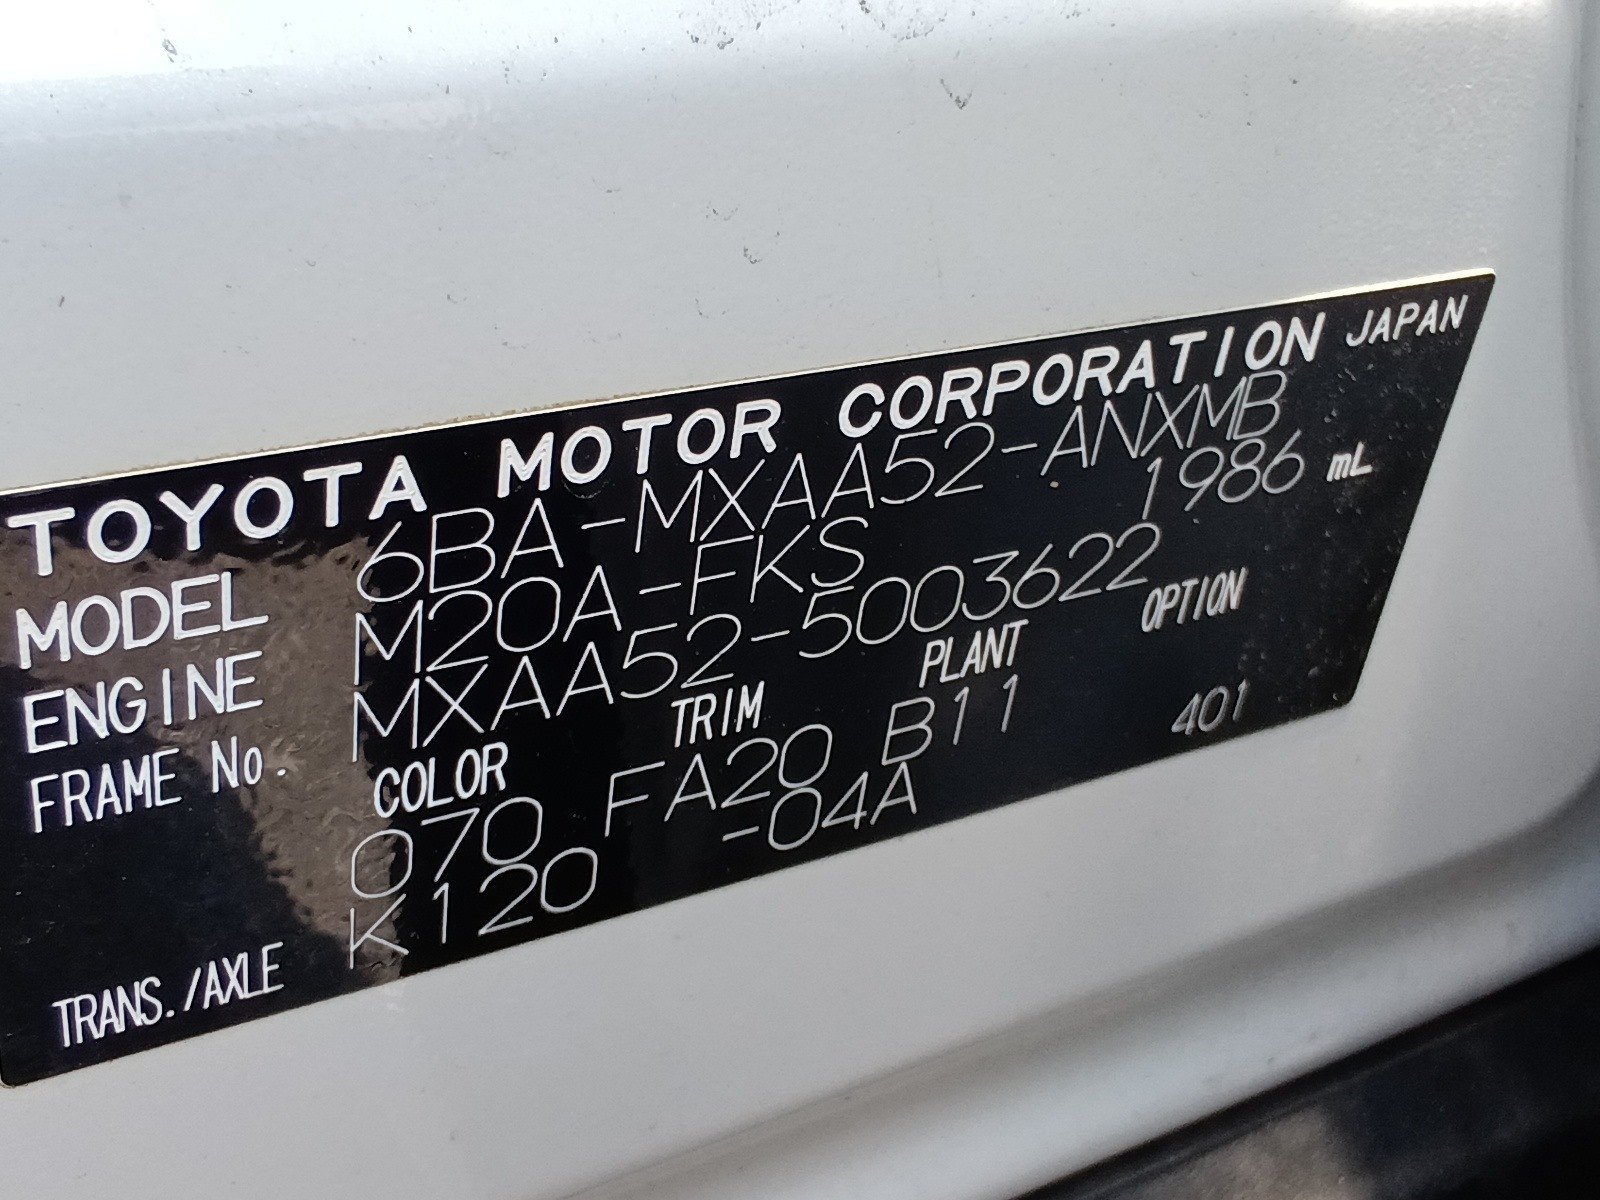 TOYOTA MOTOR CORPORATION JAPAN
MODEL 6BA-MXAA52-ANXMB
ENGINE M20A-FKS 1986 mL
FRAME No. MXAA52-5003622
COLOR TRIM PLANT OPTION
070 FA20 B11 401
TRANS./AXLE K120 -04A